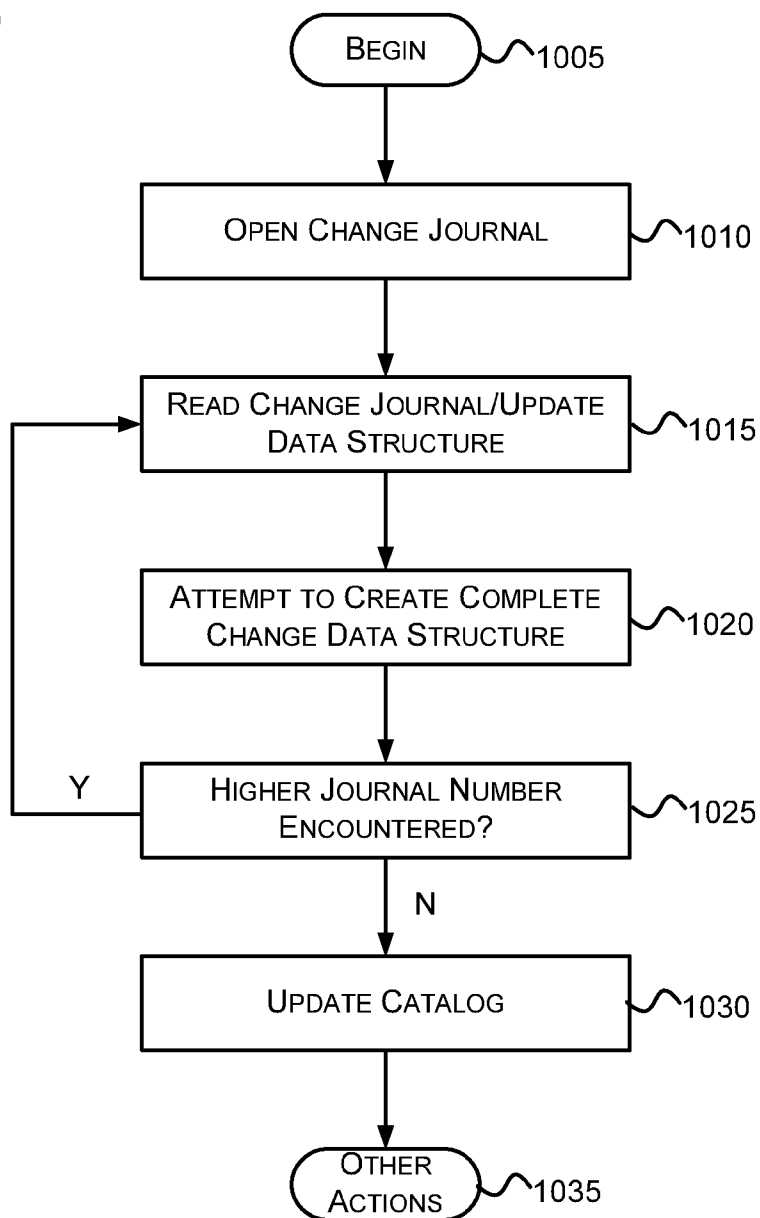 BEGIN
1005
OPEN CHANGE JOURNAL
1010
READ CHANGE JOURNAL/UPDATE
DATA STRUCTURE
1015
ATTEMPT TO CREATE COMPLETE
CHANGE DATA STRUCTURE
1020
Y
HIGHER JOURNAL NUMBER
ENCOUNTERED?
1025
N
UPDATE CATALOG
1030
OTHER
ACTIONS
1035